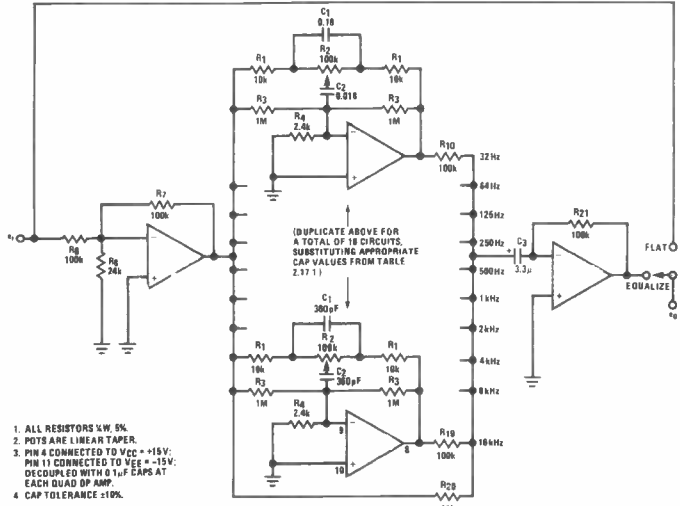 C1
0.18
R1
10k
R2
100k
R1
10k
C2
0.018
R3
1M
R3
1M
R4
2.4k
−
+
R10
100k
32 Hz
64 Hz
125 Hz
250 Hz
500 Hz
1 kHz
2 kHz
4 kHz
8 kHz
16 kHz
R7
100k
R6
100k
R8
24k
−
+
(DUPLICATE ABOVE FOR
A TOTAL OF 10 CIRCUITS,
SUBSTITUTING APPROPRIATE
CAP VALUES FROM TABLE
2.17.1)
C3
+
3.3µ
R21
100k
−
+
FLAT
EQUALIZE
eo
C1
360pF
R1
10k
R2
100k
R1
10k
C2
360pF
R3
1M
R3
1M
R4
2.4k
9
−
10
+
8
R19
100k
R20
1. ALL RESISTORS ¼W, 5%.
2. POTS ARE LINEAR TAPER.
3. PIN 4 CONNECTED TO VCC = +15V;
PIN 11 CONNECTED TO VEE = −15V;
DECOUPLED WITH 0.1µF CAPS AT
EACH QUAD OP AMP.
4 CAP TOLERANCE ±10%.